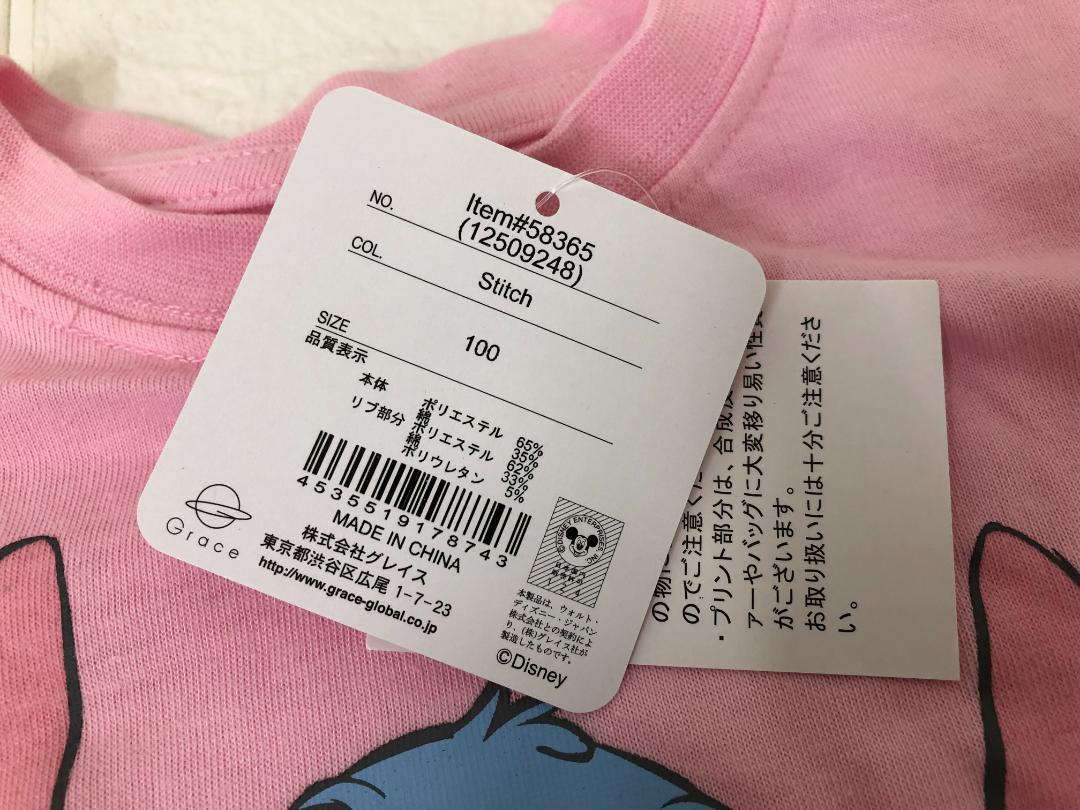 NO.
Item#58365
(12509248)
COL.
Stitch
SIZE
100
品質表示
本体
ポリエステル 65%
綿 35%
リブ部分 ポリエステル 62%
綿 33%
ポリウレタン 5%
4535519178743
MADE IN CHINA
株式会社グレイス
東京都渋谷区広尾 1-7-23
http://www.grace-global.co.jp
Grace
©DISNEY ENTERPRISES, INC
本製品は、ウォルト・
ディズニー・ジャパン
株式会社との契約によ
り、(株)グレイス社が
製造したものです。
©Disney
のでご注意くだ
・プリント部分は、合成
アーやバッグに大変移り易い性
がございます。
お取り扱いには十分ご注意くださ
い。